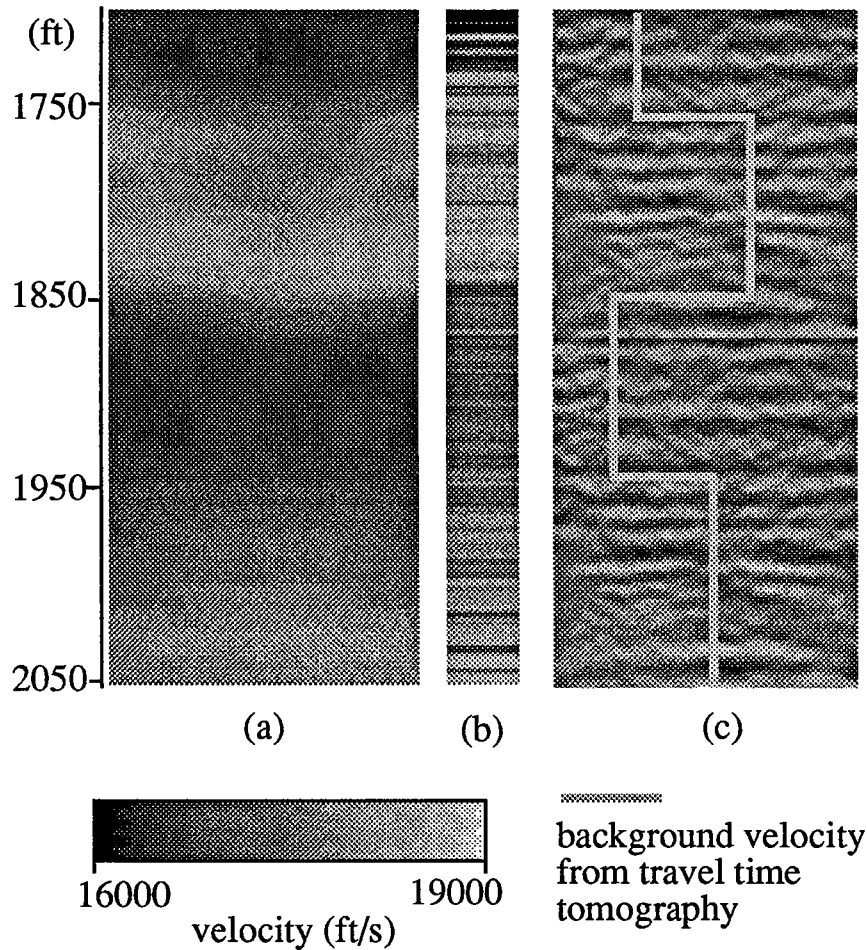 (ft)
1750
1850
1950
2050
(a)
(b)
(c)
16000
19000
velocity (ft/s)
background velocity
from travel time
tomography